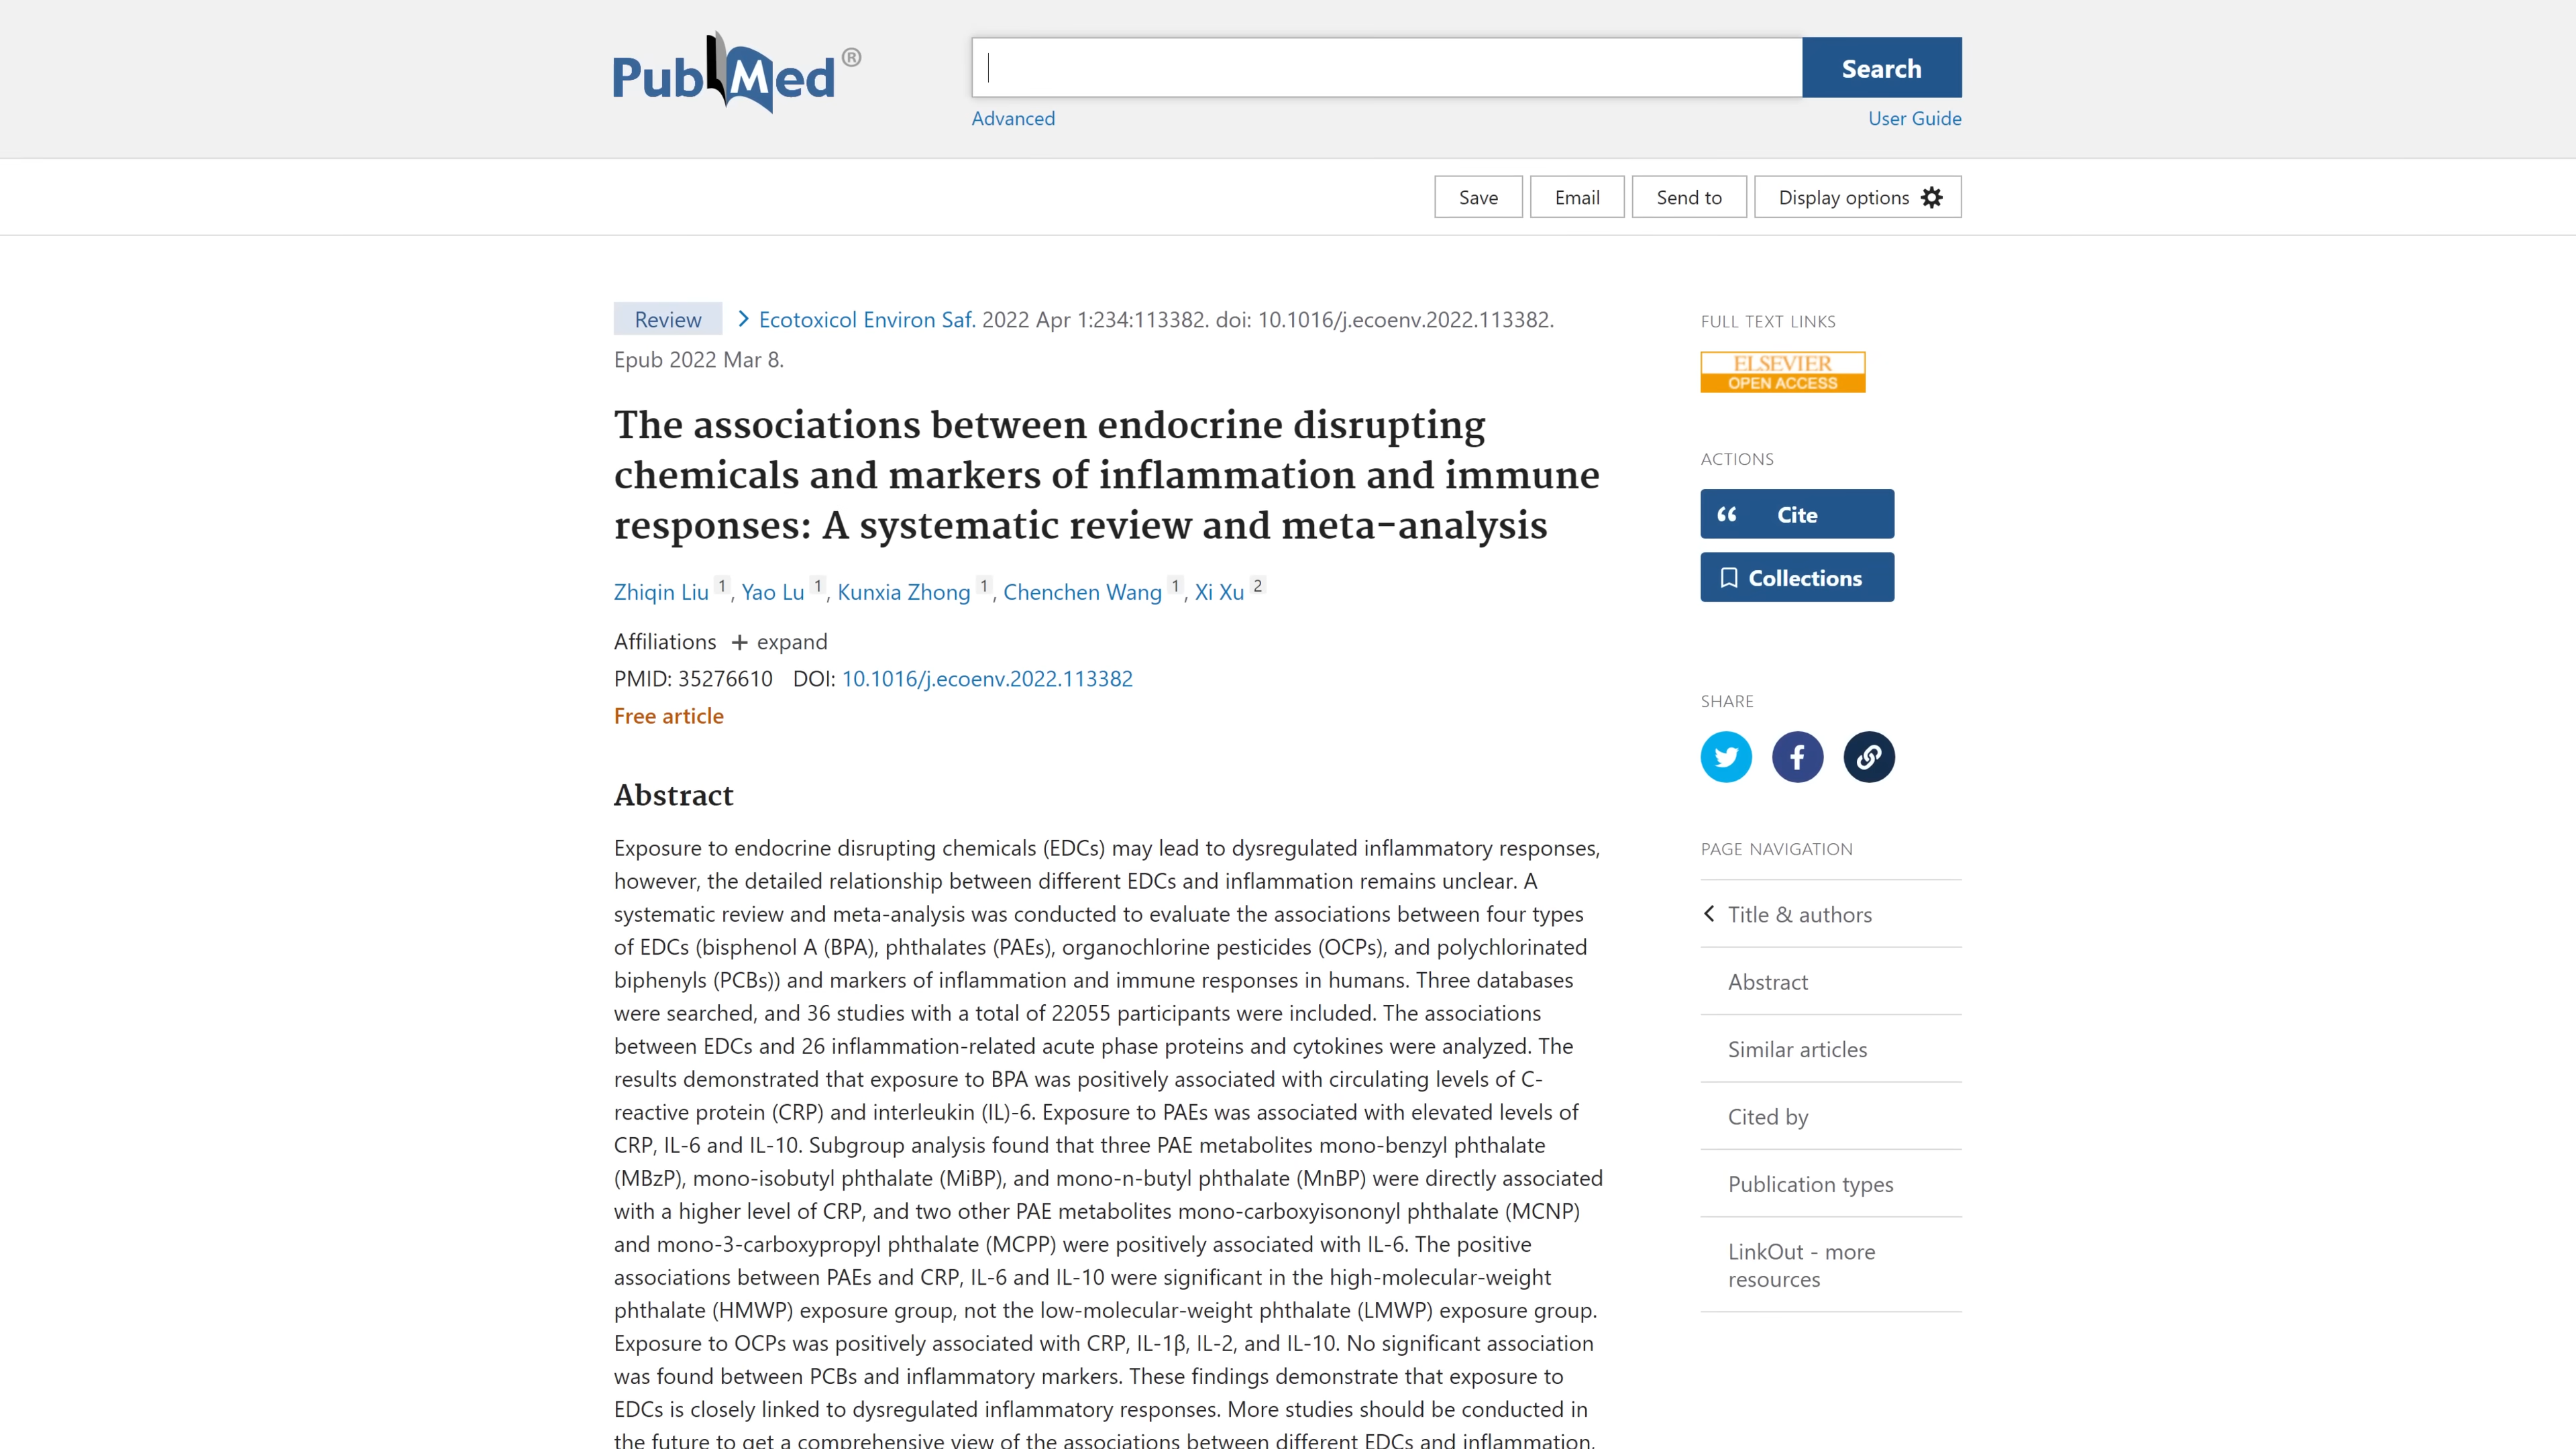 PubMed®
Search
Advanced
User Guide
Save
Email
Send to
Display options
Review
Ecotoxicol Environ Saf. 2022 Apr 1:234:113382. doi: 10.1016/j.ecoenv.2022.113382.
Epub 2022 Mar 8.
The associations between endocrine disrupting
chemicals and markers of inflammation and immune
responses: A systematic review and meta-analysis
Zhiqin Liu 1, Yao Lu 1, Kunxia Zhong 1, Chenchen Wang 1, Xi Xu 2
Affiliations + expand
PMID: 35276610 DOI: 10.1016/j.ecoenv.2022.113382
Free article
Abstract
Exposure to endocrine disrupting chemicals (EDCs) may lead to dysregulated inflammatory responses,
however, the detailed relationship between different EDCs and inflammation remains unclear. A
systematic review and meta-analysis was conducted to evaluate the associations between four types
of EDCs (bisphenol A (BPA), phthalates (PAEs), organochlorine pesticides (OCPs), and polychlorinated
biphenyls (PCBs)) and markers of inflammation and immune responses in humans. Three databases
were searched, and 36 studies with a total of 22055 participants were included. The associations
between EDCs and 26 inflammation-related acute phase proteins and cytokines were analyzed. The
results demonstrated that exposure to BPA was positively associated with circulating levels of C-
reactive protein (CRP) and interleukin (IL)-6. Exposure to PAEs was associated with elevated levels of
CRP, IL-6 and IL-10. Subgroup analysis found that three PAE metabolites mono-benzyl phthalate
(MBzP), mono-isobutyl phthalate (MiBP), and mono-n-butyl phthalate (MnBP) were directly associated
with a higher level of CRP, and two other PAE metabolites mono-carboxyisononyl phthalate (MCNP)
and mono-3-carboxypropyl phthalate (MCPP) were positively associated with IL-6. The positive
associations between PAEs and CRP, IL-6 and IL-10 were significant in the high-molecular-weight
phthalate (HMWP) exposure group, not the low-molecular-weight phthalate (LMWP) exposure group.
Exposure to OCPs was positively associated with CRP, IL-1β, IL-2, and IL-10. No significant association
was found between PCBs and inflammatory markers. These findings demonstrate that exposure to
EDCs is closely linked to dysregulated inflammatory responses. More studies should be conducted in
the future to get a comprehensive view of the associations between different EDCs and inflammation.
FULL TEXT LINKS
ELSEVIER
OPEN ACCESS
ACTIONS
Cite
Collections
SHARE
PAGE NAVIGATION
Title & authors
Abstract
Similar articles
Cited by
Publication types
LinkOut - more
resources